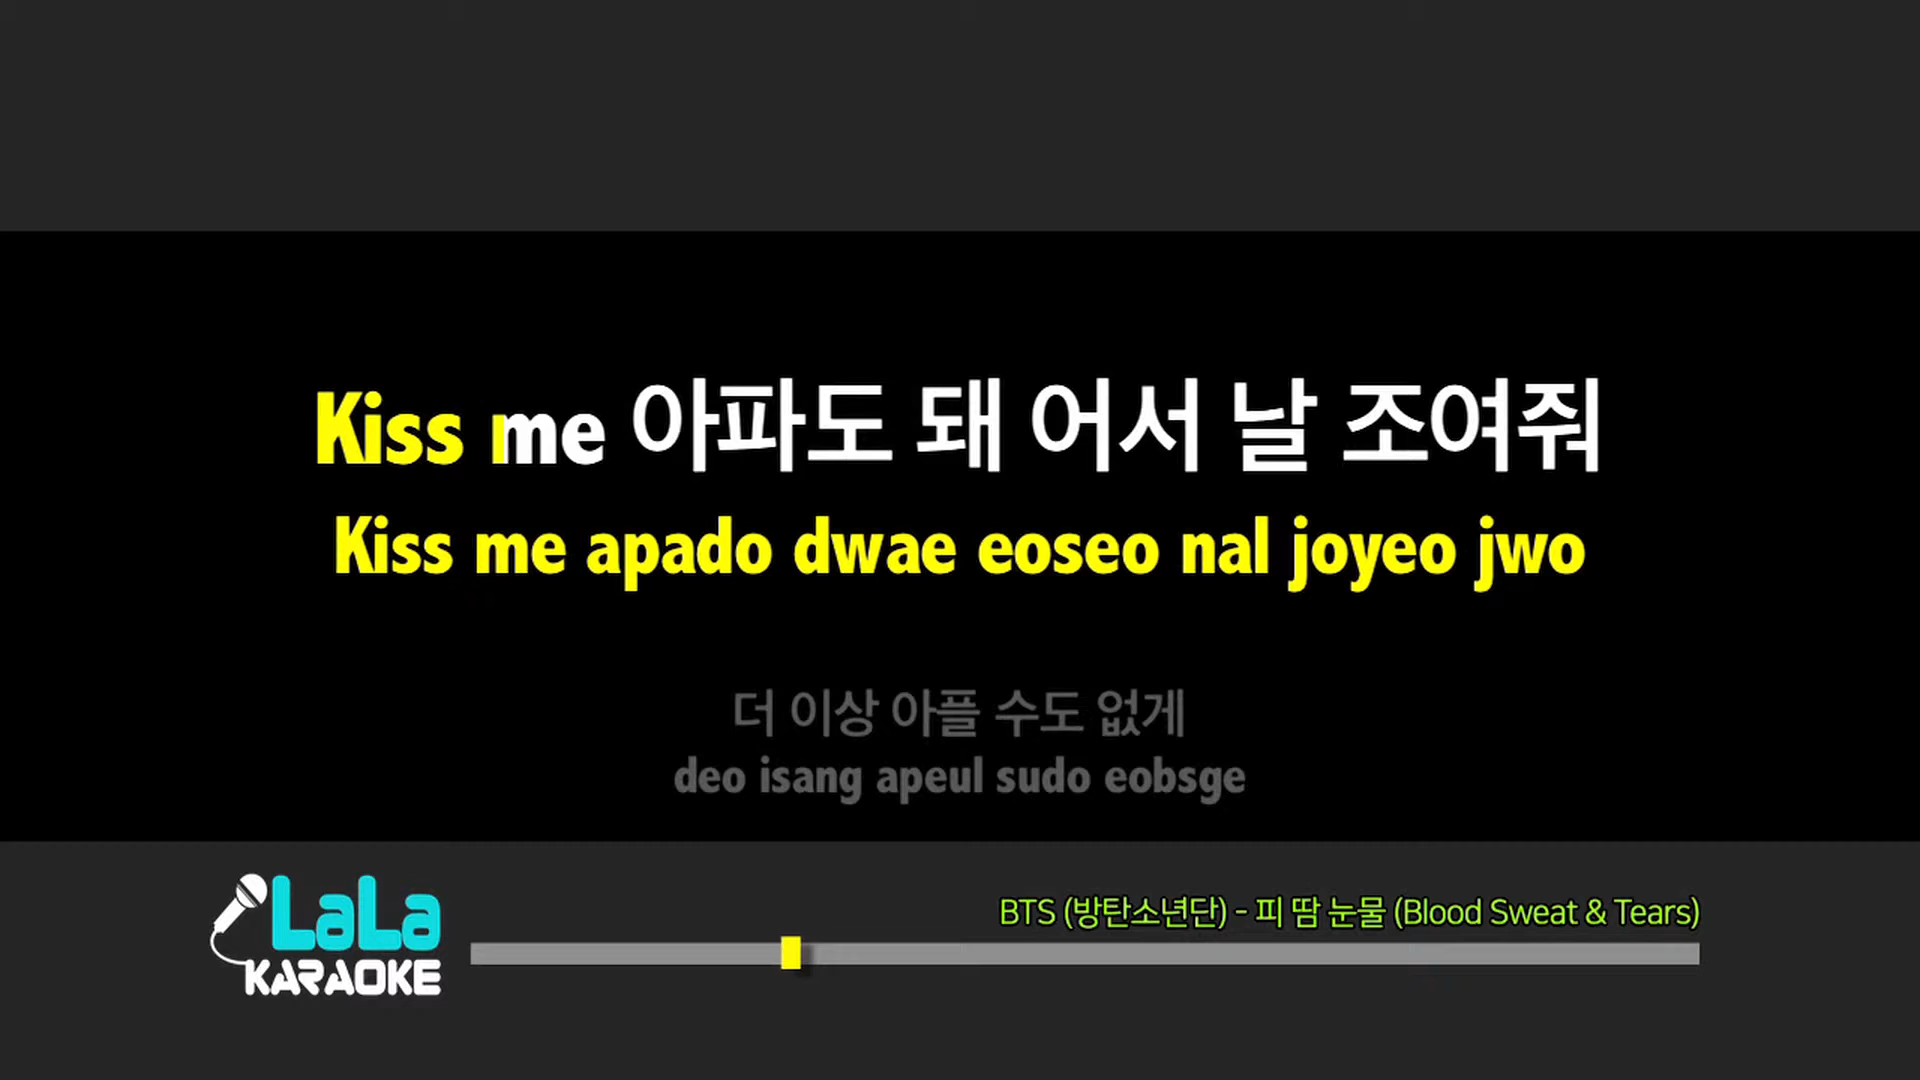 Kiss me 아파도 돼 어서 날 조여줘
Kiss me apado dwae eoseo nal joyeo jwo
더 이상 아플 수도 없게
deo isang apeul sudo eobsge
LaLa
KARAOKE
BTS (방탄소년단) - 피 땀 눈물 (Blood Sweat & Tears)